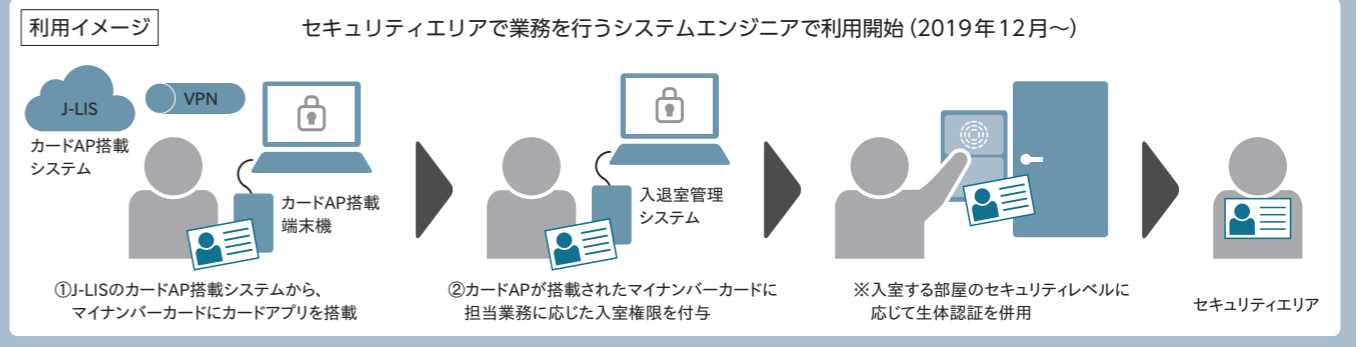 利用イメージ
セキュリティエリアで業務を行うシステムエンジニアで利用開始（2019年12月～）
J-LIS
VPN
カードAP搭載
システム
カードAP搭載
端末機
①J-LISのカードAP搭載システムから、
マイナンバーカードにカードアプリを搭載
入退室管理
システム
②カードAPが搭載されたマイナンバーカードに
担当業務に応じた入室権限を付与
※入室する部屋のセキュリティレベルに
応じて生体認証を併用
セキュリティエリア